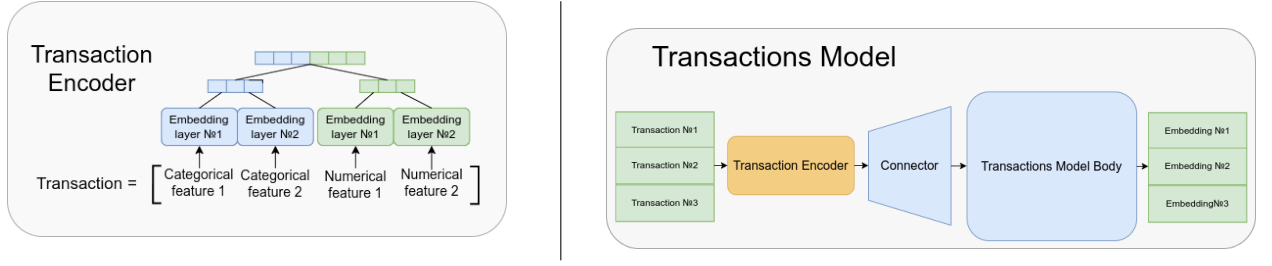 Transaction
Encoder
Embedding
layer №1
Embedding
layer №2
Embedding
layer №1
Embedding
layer №2
Transaction =
Categorical
feature 1
Categorical
feature 2
Numerical
feature 1
Numerical
feature 2
Transactions Model
Transaction №1
Transaction №2
Transaction №3
Transaction Encoder
Connector
Transactions Model Body
Embedding №1
Embedding №2
Embedding№3